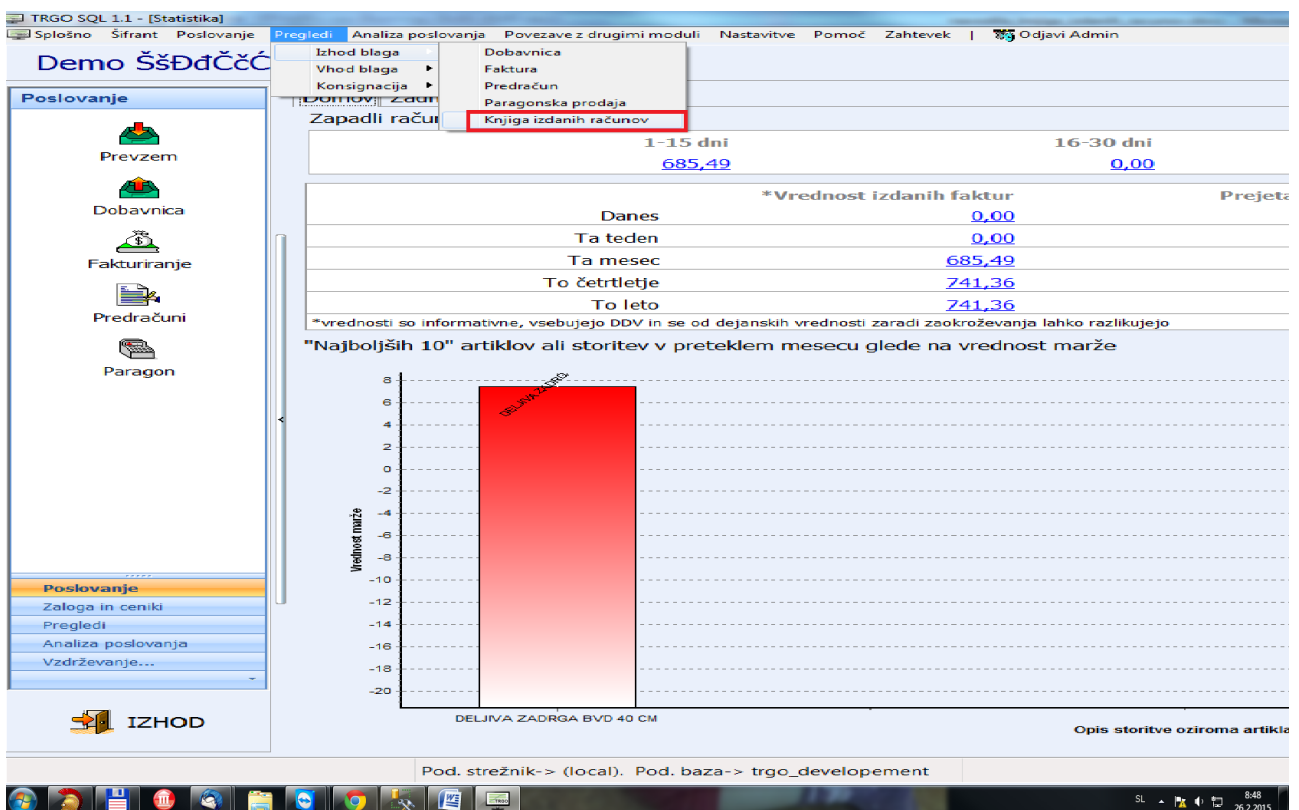 TRGO SQL 1.1 - [Statistika]
Splošno Šifrant Poslovanje Pregledi Analiza poslovanja Povezave z drugimi moduli Nastavitve Pomoč Zahtevek | Odjavi Admin
Demo ŠšĐđČčĆ
Izhod blaga
Vhod blaga
Konsignacija
Dobavnica
Faktura
Predračun
Paragonska prodaja
Knjiga izdanih računov
Poslovanje
Prevzem
Dobavnica
Fakturiranje
Predračuni
Paragon
Poslovanje
Zaloga in ceniki
Pregledi
Analiza poslovanja
Vzdrževanje...
IZHOD
Domov
Zapadli
1-15 dni 16-30 dni
685,49 0,00
*Vrednost izdanih faktur Prejeta
Danes 0,00
Ta teden 0,00
Ta mesec 685,49
To četrtletje 741,36
To leto 741,36
*vrednosti so informativne, vsebujejo DDV in se od dejanskih vrednosti zaradi zaokroževanja lahko razlikujejo
"Najboljših 10" artiklov ali storitev v preteklem mesecu glede na vrednost marže
8
6
4
2
0
-2
-4
-6
-8
-10
-12
-14
-16
-18
-20
Vrednost marže
DELJIVA ZADRG
DELJIVA ZADRGA BVD 40 CM
Opis storitve oziroma artikla
Pod. strežnik-> (local). Pod. baza-> trgo_developement
SL
8:48
26.2.2015